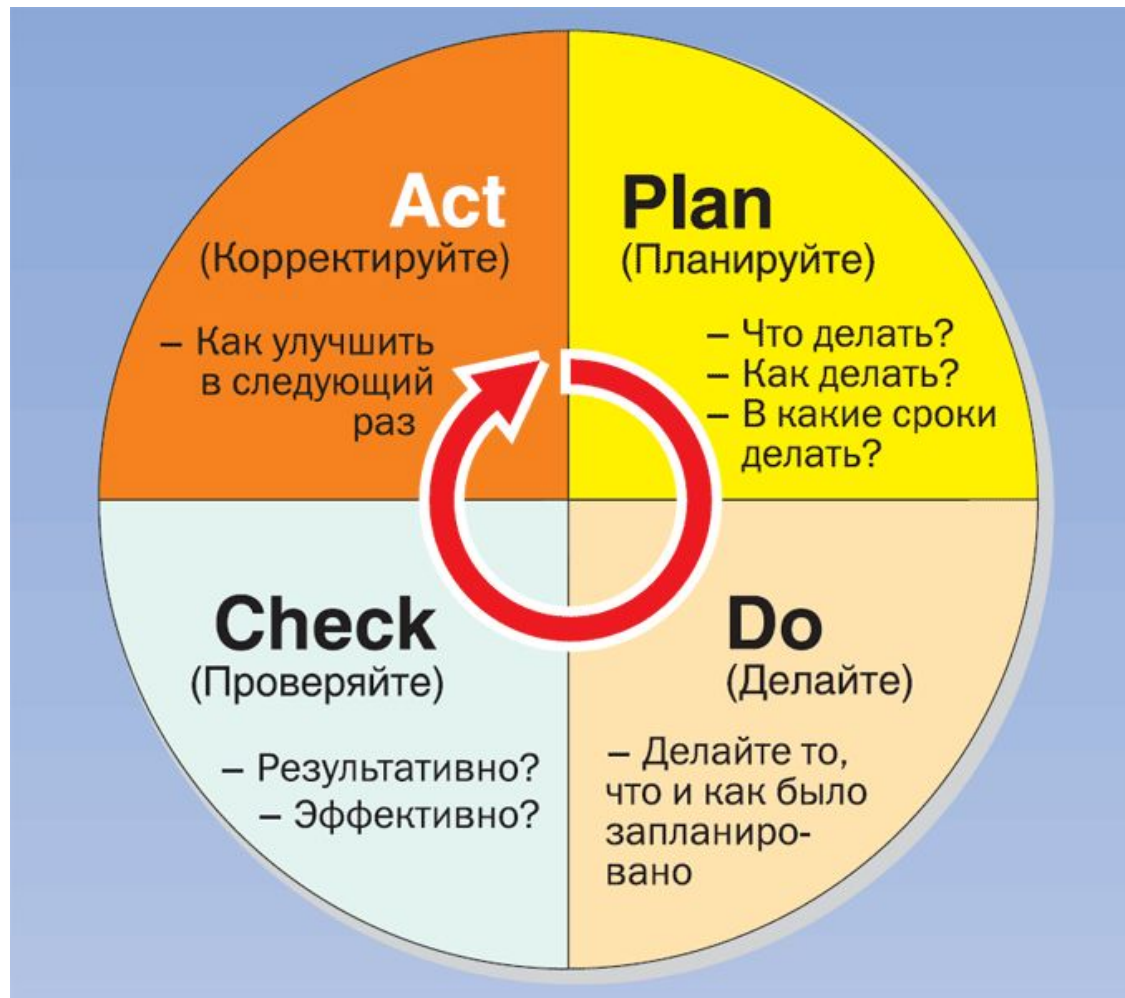 Act
(Корректируйте)
– Как улучшить
в следующий
раз
Plan
(Планируйте)
– Что делать?
– Как делать?
– В какие сроки
делать?
Check
(Проверяйте)
– Результативно?
– Эффективно?
Do
(Делайте)
– Делайте то,
что и как было
запланиро-
вано